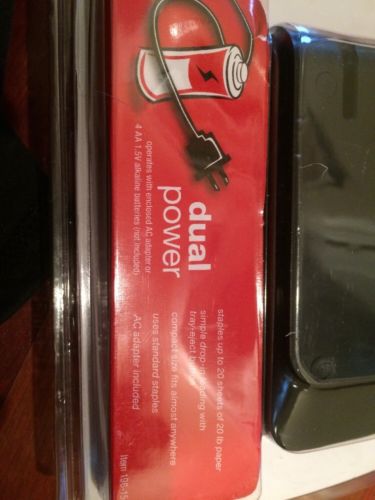 dual
power
operates with enclosed AC adapter or
4 AA 1.5V alkaline batteries (not included)
staples up to 20 sheets of 20 lb paper
simple drop-in loading with
tray-eject
compact size fits almost anywhere
uses standard staples
AC adapter included
Item